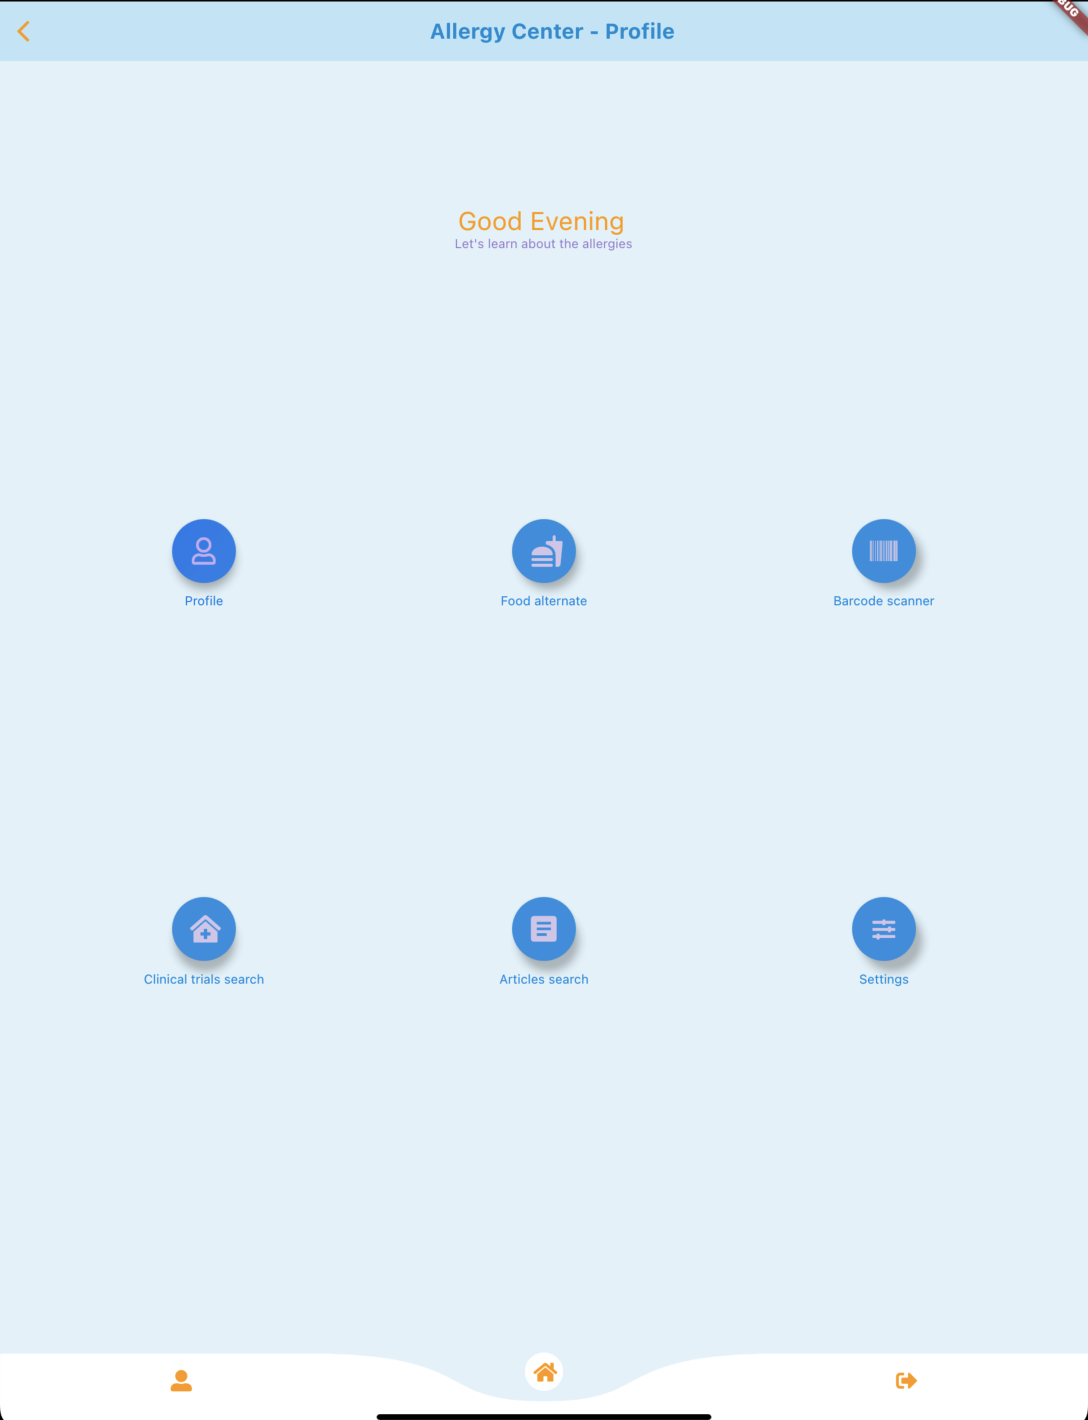 Allergy Center - Profile
Good Evening
Let's learn about the allergies
Profile
Food alternate
Barcode scanner
Clinical trials search
Articles search
Settings